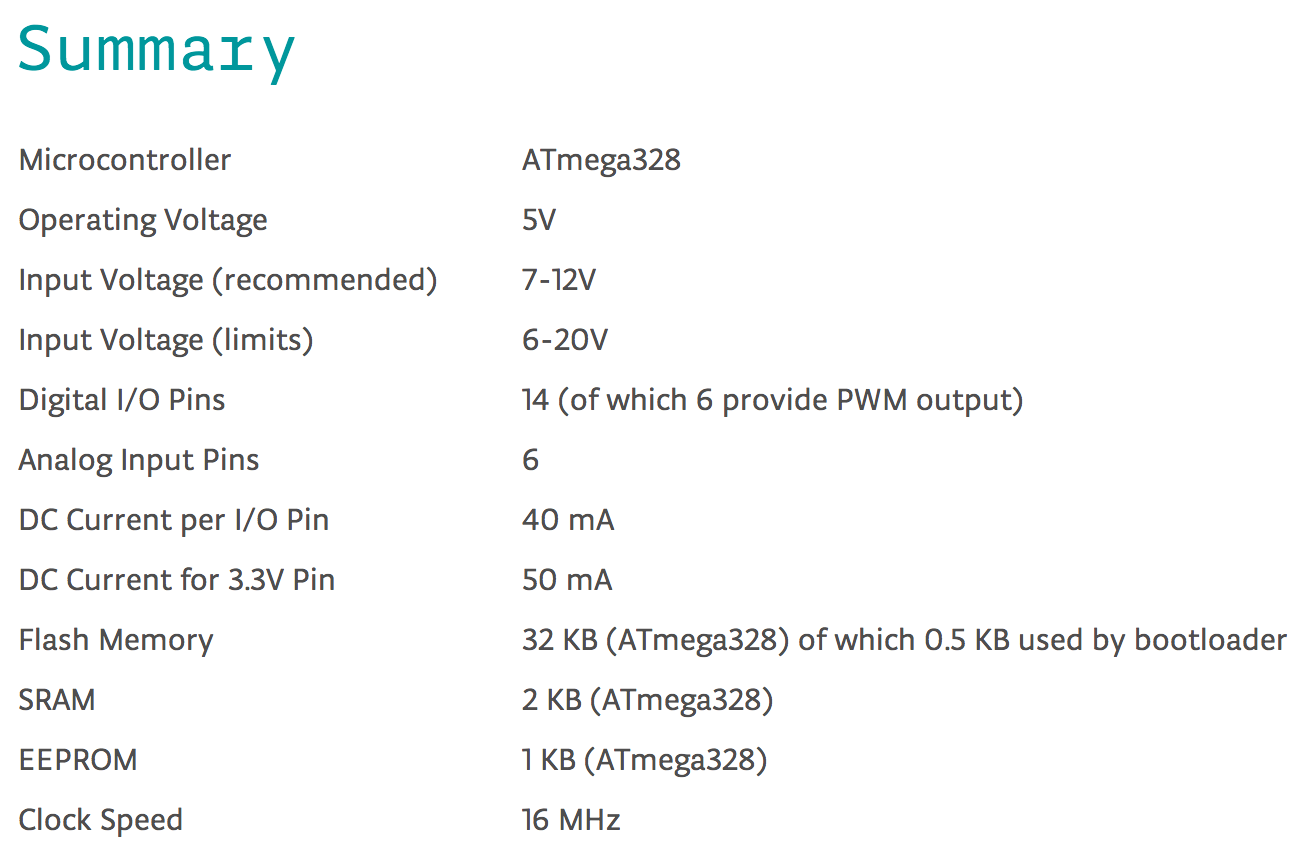 Summary
Microcontroller ATmega328
Operating Voltage 5V
Input Voltage (recommended) 7-12V
Input Voltage (limits) 6-20V
Digital I/O Pins 14 (of which 6 provide PWM output)
Analog Input Pins 6
DC Current per I/O Pin 40 mA
DC Current for 3.3V Pin 50 mA
Flash Memory 32 KB (ATmega328) of which 0.5 KB used by bootloader
SRAM 2 KB (ATmega328)
EEPROM 1 KB (ATmega328)
Clock Speed 16 MHz